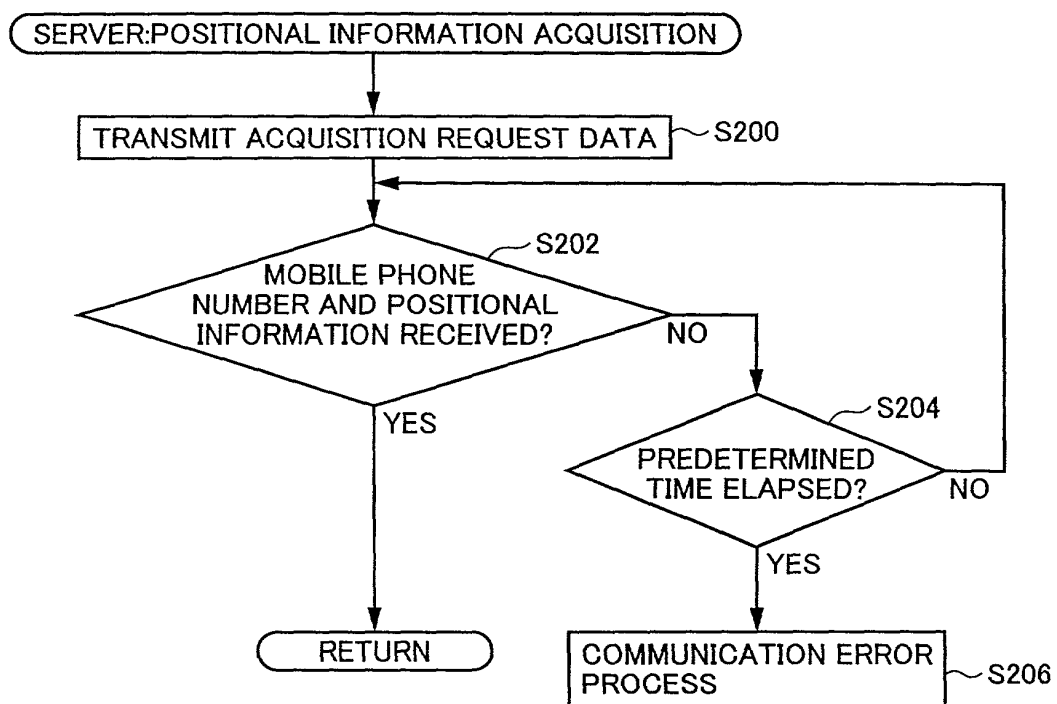 SERVER:POSITIONAL INFORMATION ACQUISITION
TRANSMIT ACQUISITION REQUEST DATA
S200
S202
MOBILE PHONE
NUMBER AND POSITIONAL
INFORMATION RECEIVED?
NO
YES
S204
PREDETERMINED
TIME ELAPSED?
NO
YES
RETURN
COMMUNICATION ERROR
PROCESS
S206